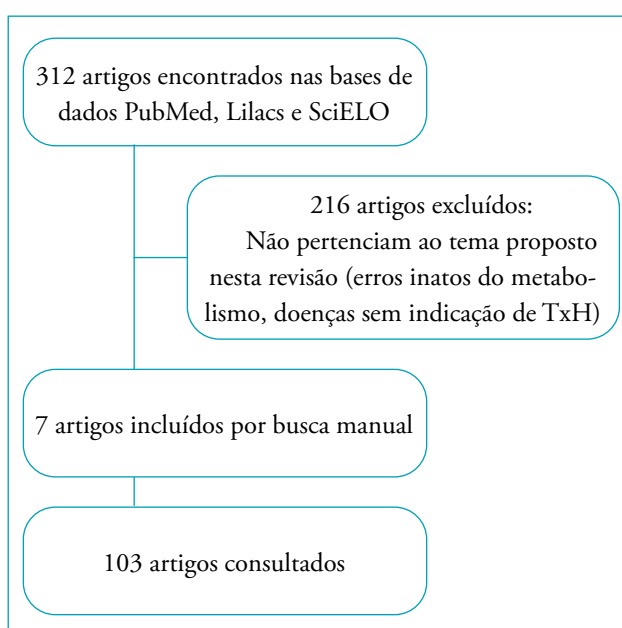 312 artigos encontrados nas bases de
dados PubMed, Lilacs e SciELO
216 artigos excluídos:
Não pertenciam ao tema proposto
nesta revisão (erros inatos do metabo-
lismo, doenças sem indicação de TxH)
7 artigos incluídos por busca manual
103 artigos consultados